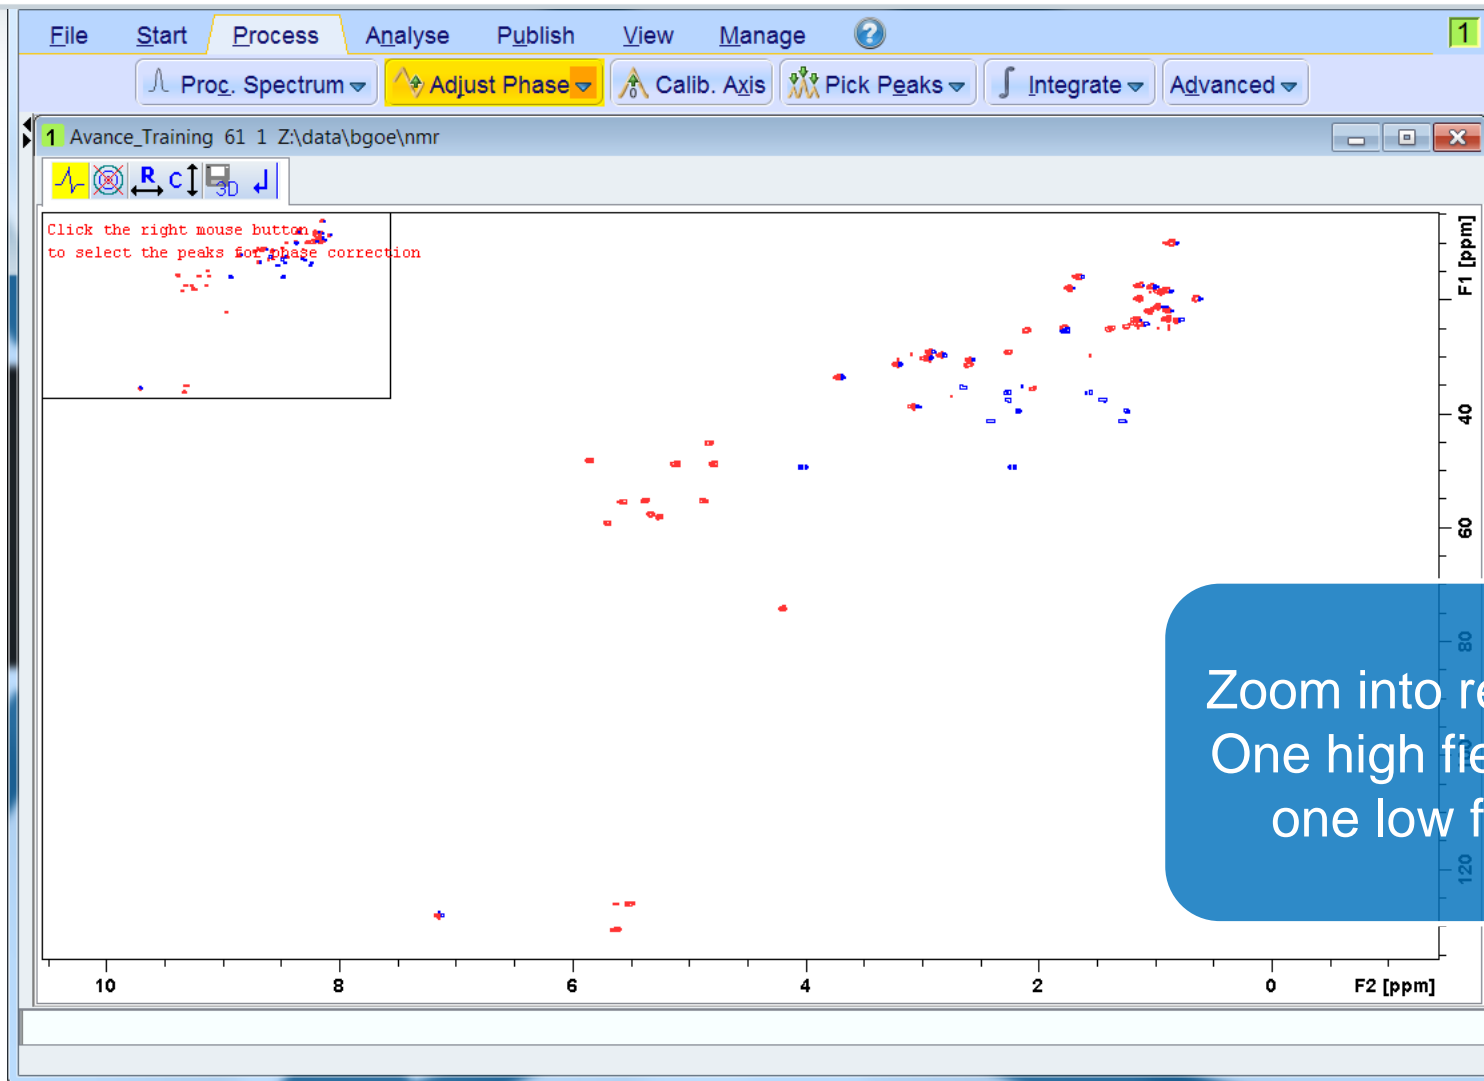 File Start Process Analyse Publish View Manage ? 1
Proc. Spectrum Adjust Phase Calib. Axis Pick Peaks Integrate Advanced
1 Avance_Training 61 1 Z:\data\bgoe\nmr
R C 3D
Click the right mouse button
to select the peaks for phase correction
F1 [ppm]
40
60
80
Zoom into re
One high fie
one low f
120
10 8 6 4 2 0 F2 [ppm]